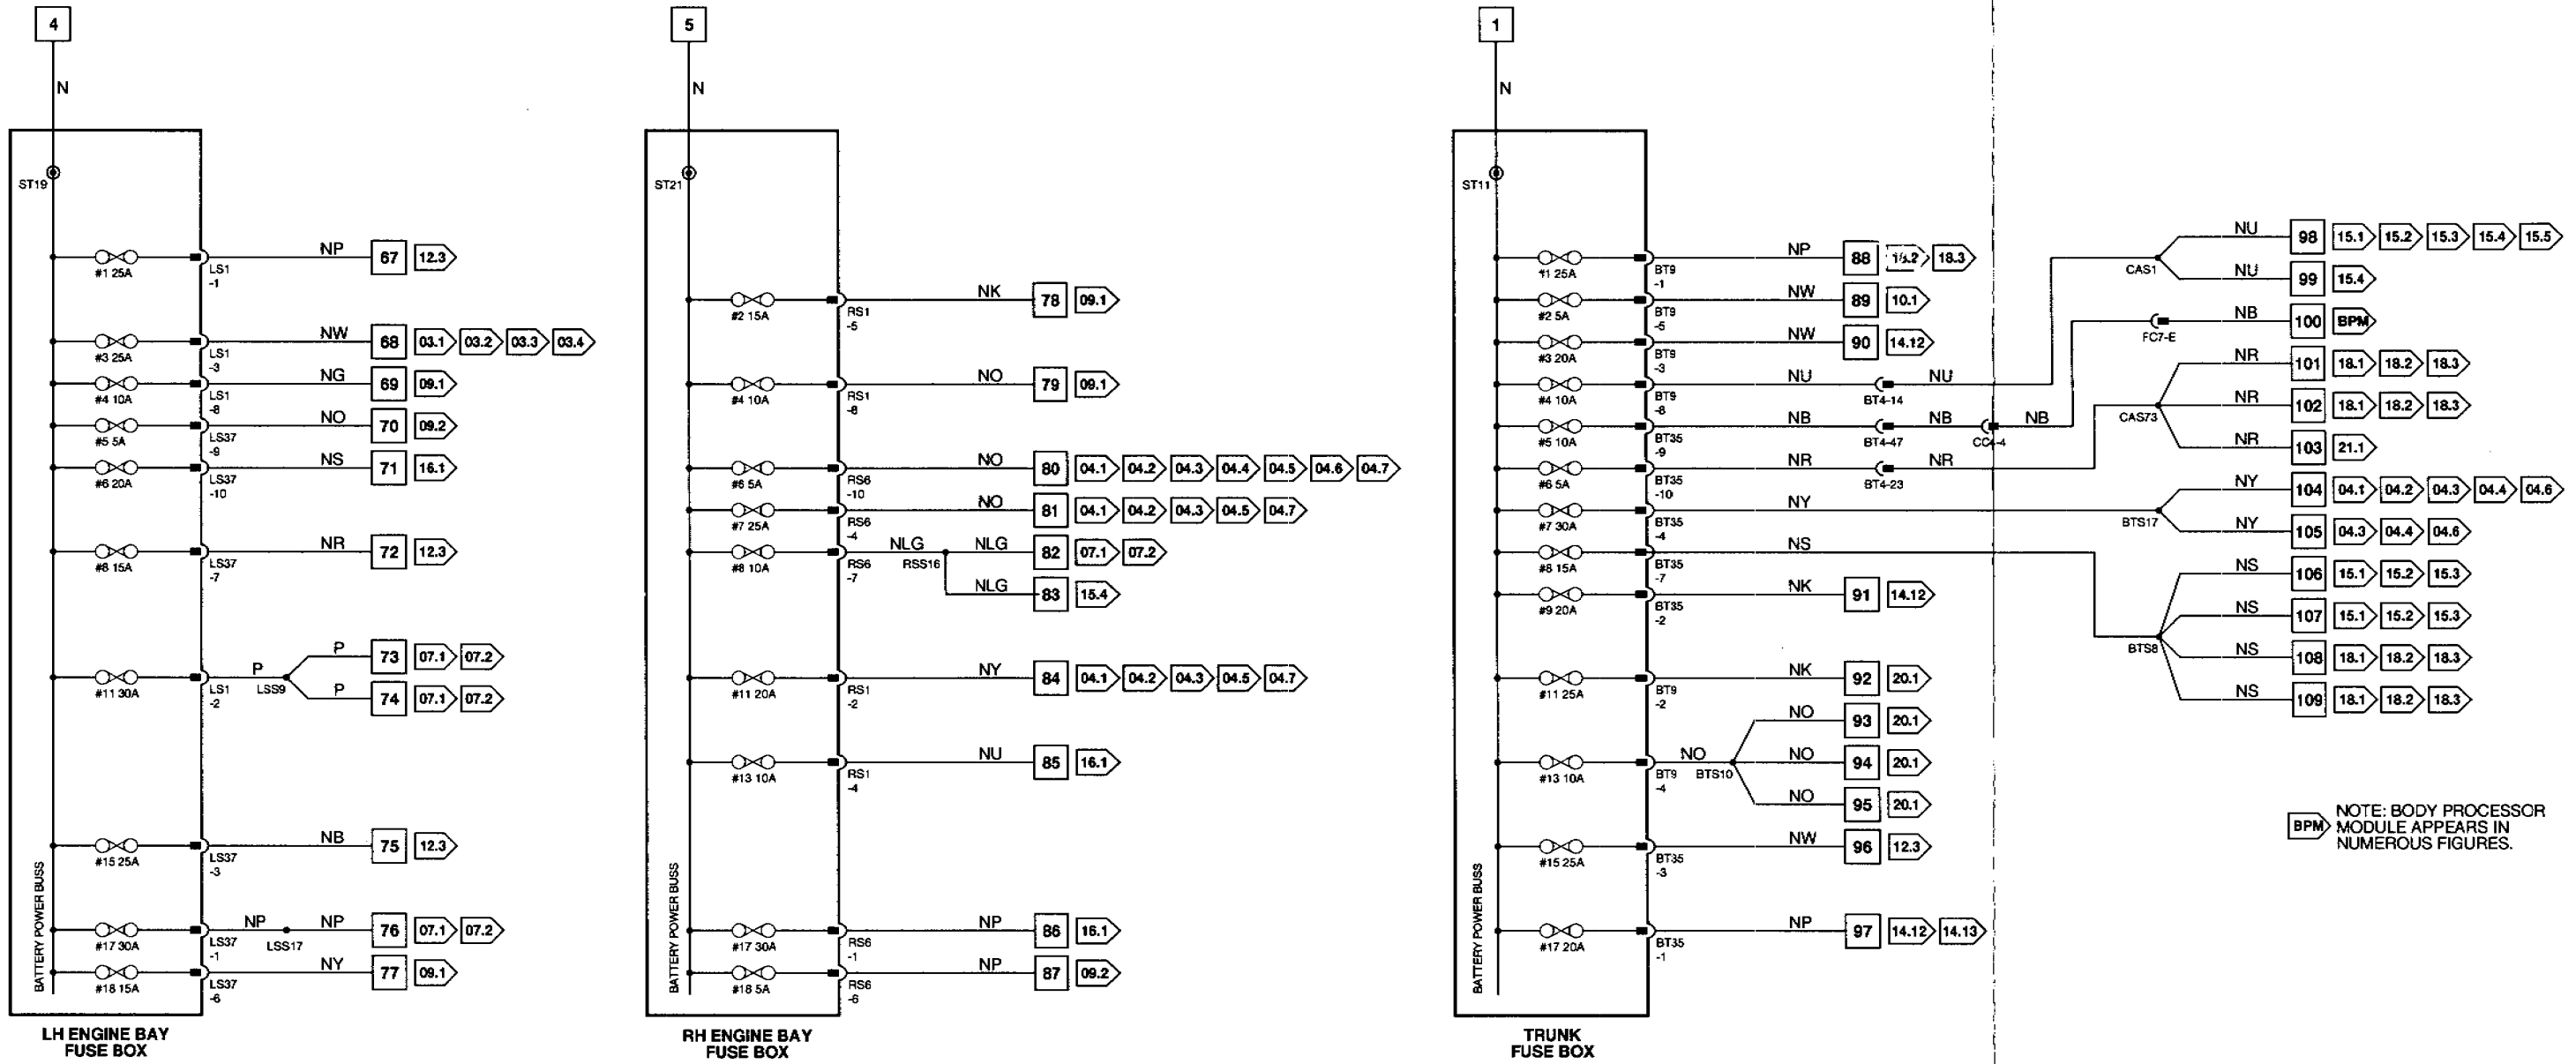 4
N
ST19
#1 25A
LS1
-1
NP
67
12.3
#3 25A
LS1
-3
NW
68
03.1
03.2
03.3
03.4
#4 10A
LS1
-8
NG
69
09.1
#5 5A
LS37
-9
NO
70
09.2
#6 20A
LS37
-10
NS
71
16.1
#8 15A
LS37
-7
NR
72
12.3
#11 30A
LS1
-2
P
LSS9
P
73
07.1
07.2
P
74
07.1
07.2
#15 25A
LS37
-3
NB
75
12.3
#17 30A
LS37
-1
NP
LSS17
NP
76
07.1
07.2
#18 15A
LS37
-6
NY
77
09.1
BATTERY POWER BUSS
LH ENGINE BAY
FUSE BOX
5
N
ST21
#2 15A
RS1
-5
NK
78
09.1
#4 10A
RS1
-8
NO
79
09.1
#6 5A
RS6
-10
NO
80
04.1
04.2
04.3
04.4
04.5
04.6
04.7
#7 25A
RS6
-4
NO
81
04.1
04.2
04.3
04.5
04.7
#8 10A
RS6
-7
NLG
RSS16
NLG
82
07.1
07.2
NLG
83
15.4
#11 20A
RS1
-2
NY
84
04.1
04.2
04.3
04.5
04.7
#13 10A
RS1
-4
NU
85
16.1
#17 30A
RS6
-1
NP
86
16.1
#18 5A
RS6
-6
NP
87
09.2
BATTERY POWER BUSS
RH ENGINE BAY
FUSE BOX
1
N
ST11
#1 25A
BT9
-1
NP
88
18.3
#2 5A
BT9
-5
NW
89
10.1
#3 20A
BT9
-3
NW
90
14.12
#4 10A
BT9
-8
NU
BT4-14
NU
#5 10A
BT35
-9
NB
BT4-47
NB
CC4-4
NB
#6 5A
BT35
-10
NR
BT4-23
NR
#7 30A
BT35
-4
NY
#8 15A
BT35
-7
NS
#9 20A
BT35
-2
NK
91
14.12
#11 25A
BT9
-2
NK
92
20.1
#13 10A
BT9
-4
NO
BTS10
NO
93
20.1
NO
94
20.1
NO
95
20.1
#15 25A
BT35
-3
NW
96
12.3
#17 20A
BT35
-1
NP
97
14.12
14.13
BATTERY POWER BUSS
TRUNK
FUSE BOX
CAS1
NU
98
15.1
15.2
15.3
15.4
15.5
NU
99
15.4
FC7-E
NB
100
BPM
CAS73
NR
101
18.1
18.2
18.3
NR
102
18.1
18.2
18.3
NR
103
21.1
BTS17
NY
104
04.1
04.2
04.3
04.4
04.6
NY
105
04.3
04.4
04.6
BTS8
NS
106
15.1
15.2
15.3
NS
107
15.1
15.2
15.3
NS
108
18.1
18.2
18.3
NS
109
18.1
18.2
18.3
BPM
NOTE: BODY PROCESSOR
MODULE APPEARS IN
NUMEROUS FIGURES.